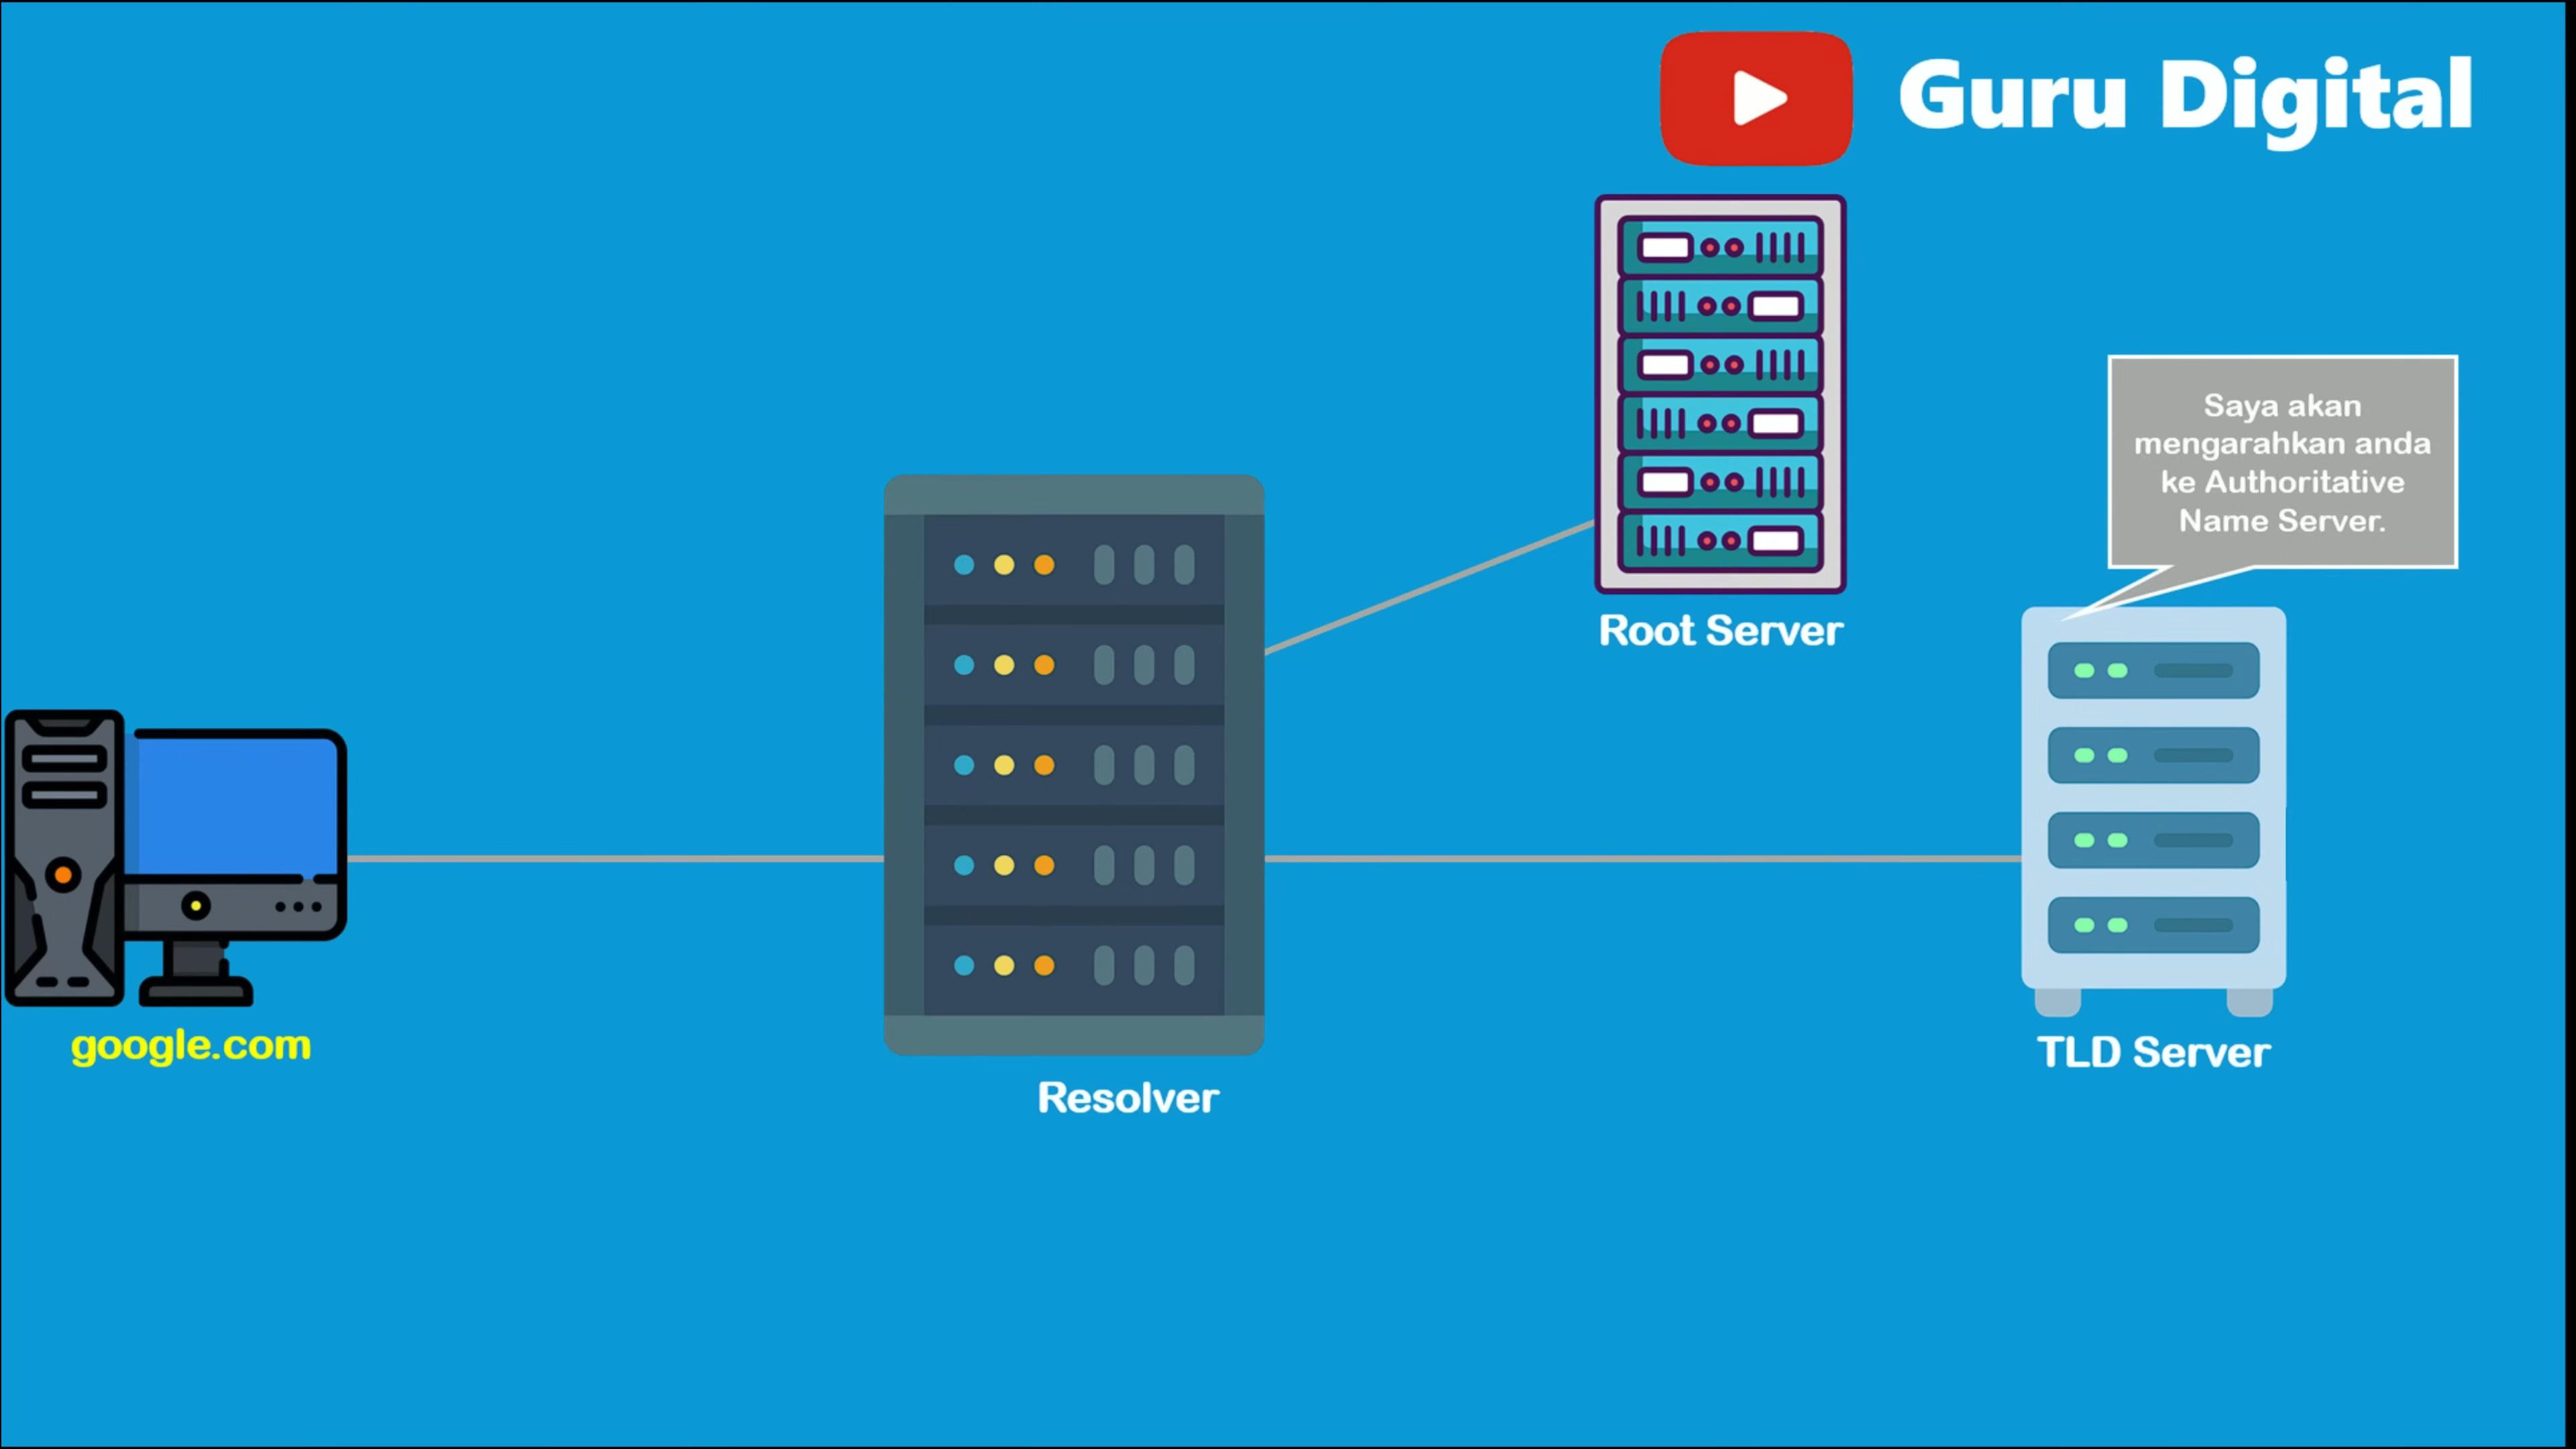 Guru Digital
Saya akan
mengarahkan anda
ke Authoritative
Name Server.
Root Server
google.com
TLD Server
Resolver